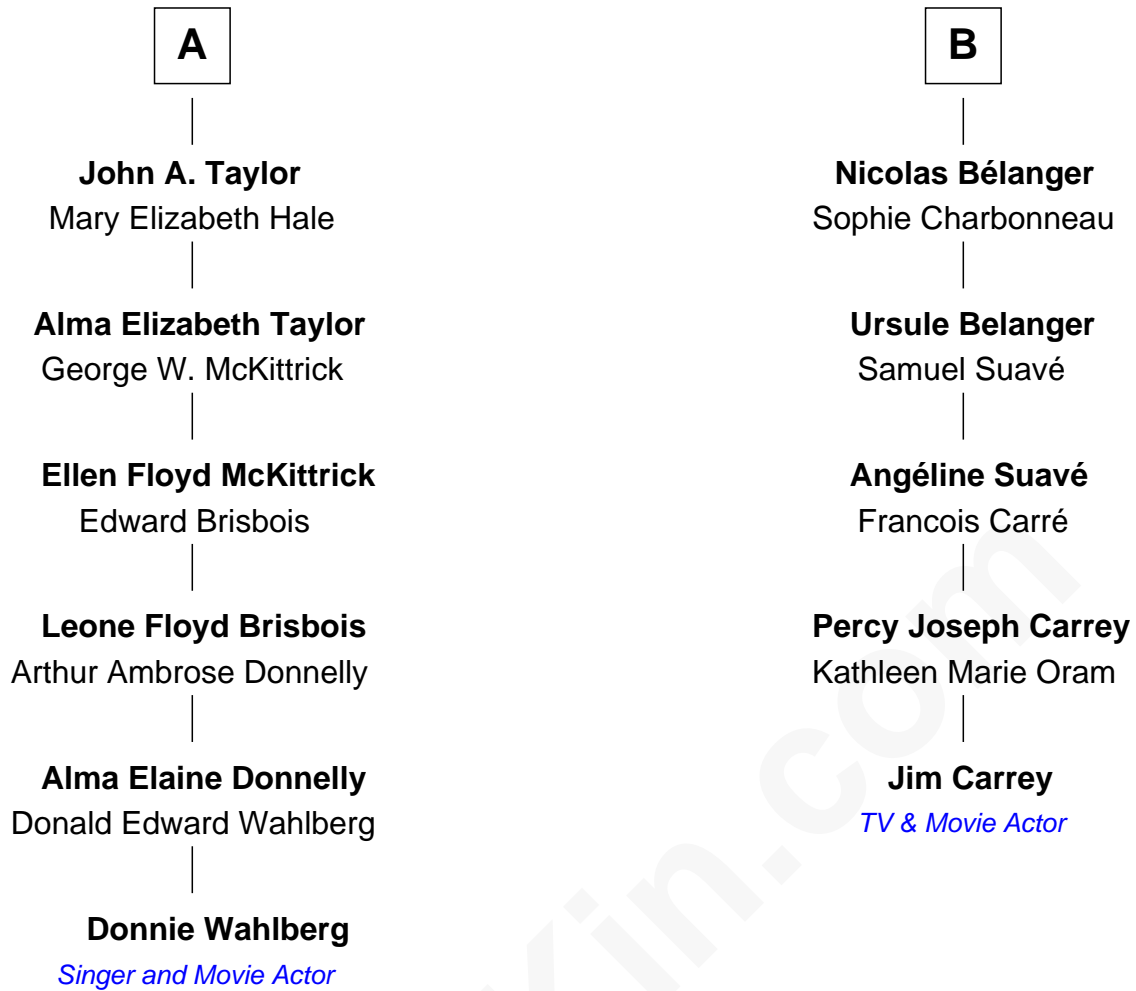 A
John A. Taylor
Mary Elizabeth Hale
Alma Elizabeth Taylor
George W. McKittrick
Ellen Floyd McKittrick
Edward Brisbois
Leone Floyd Brisbois
Arthur Ambrose Donnelly
Alma Elaine Donnelly
Donald Edward Wahlberg
Donnie Wahlberg
Singer and Movie Actor
B
Nicolas Bélanger
Sophie Charbonneau
Ursule Belanger
Samuel Suavé
Angéline Suavé
Francois Carré
Percy Joseph Carrey
Kathleen Marie Oram
Jim Carrey
TV & Movie Actor
Kin.com